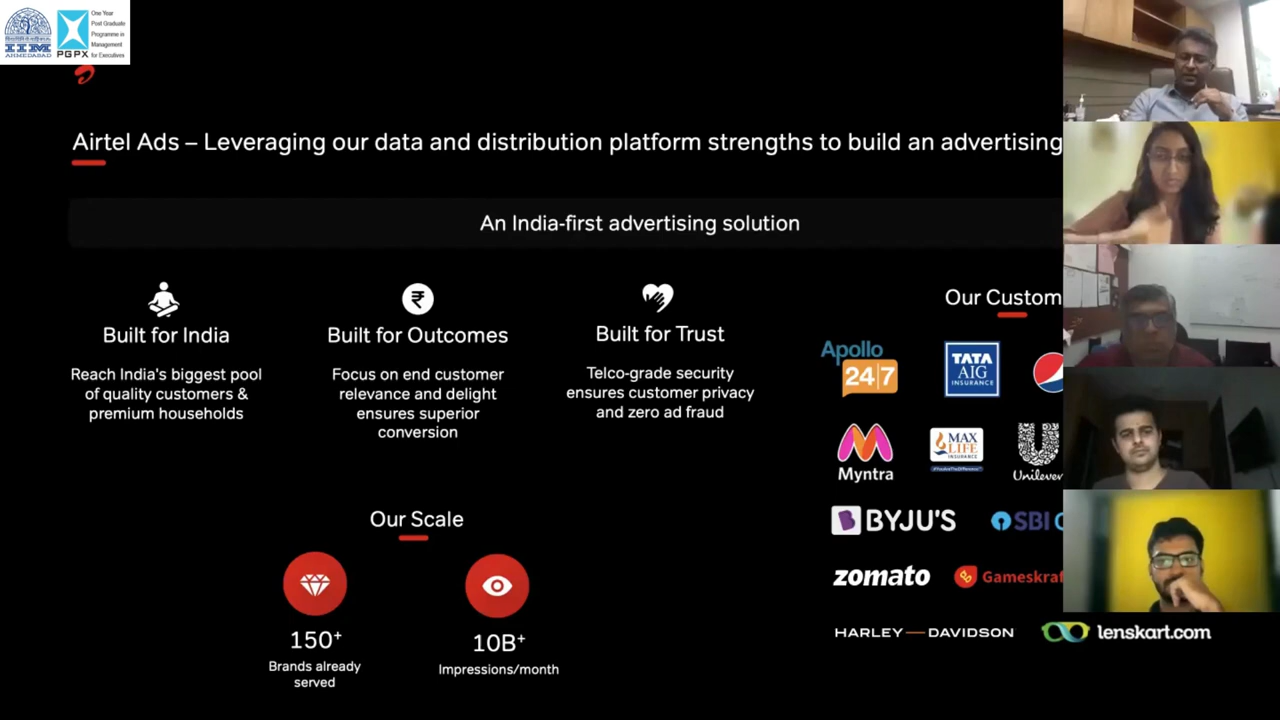 IIM
AHMEDABAD
PGPX
One Year
Post Graduate
Programme in
Management
for Executives
Airtel Ads – Leveraging our data and distribution platform strengths to build an advertising
An India-first advertising solution
Built for India
Reach India's biggest pool
of quality customers &
premium households
Built for Outcomes
Focus on end customer
relevance and delight
ensures superior
conversion
Built for Trust
Telco-grade security
ensures customer privacy
and zero ad fraud
Our Scale
150+
Brands already
served
10B+
Impressions/month
Our Custom
Apollo
24|7
TATA
AIG
INSURANCE
Myntra
MAX
LIFE
INSURANCE
Unilever
BYJU'S
SBI
zomato
Gameskraf
HARLEY—DAVIDSON
lenskart.com